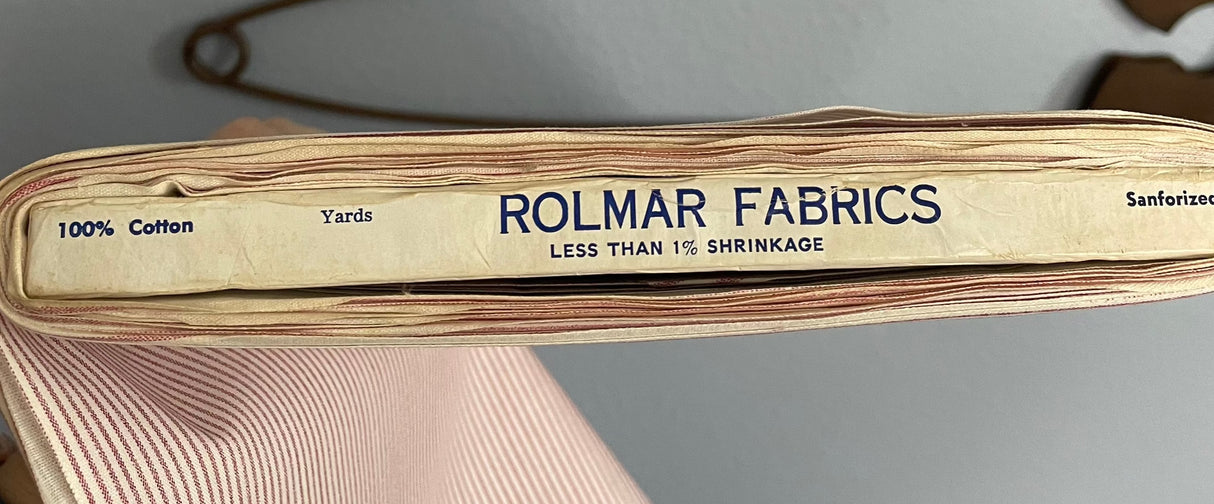 100% Cotton
Yards
ROLMAR FABRICS
LESS THAN 1% SHRINKAGE
Sanforized